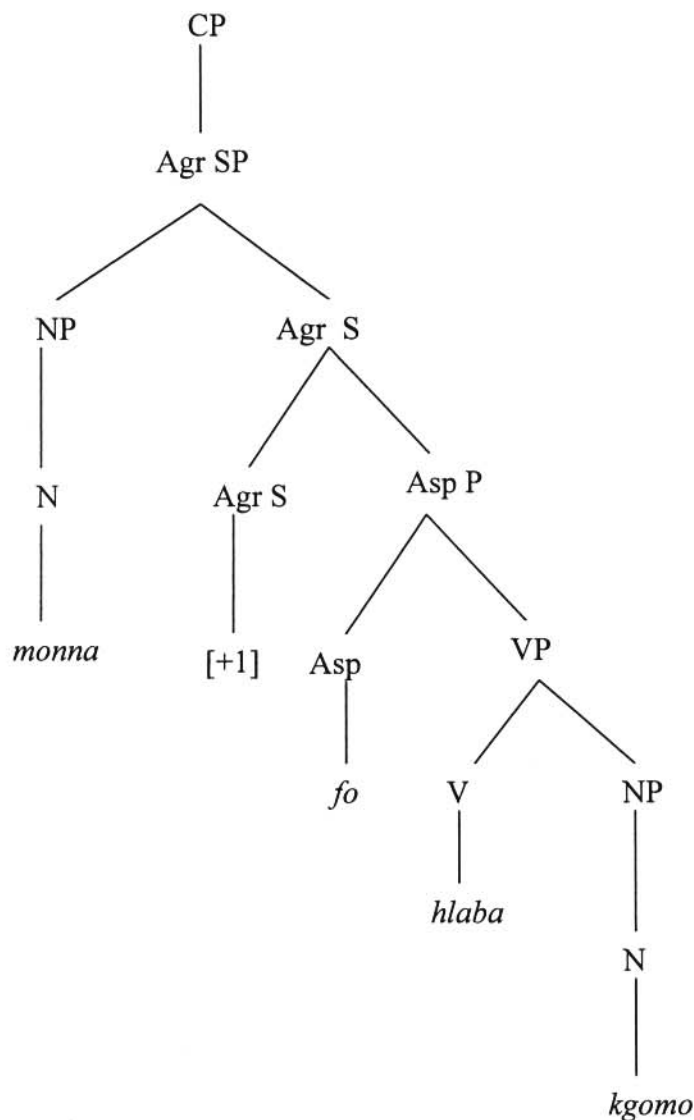 CP
Agr SP
NP Agr S
N Agr S Asp P
monna [+1] Asp VP
fo V NP
hlaba
N
kgomo